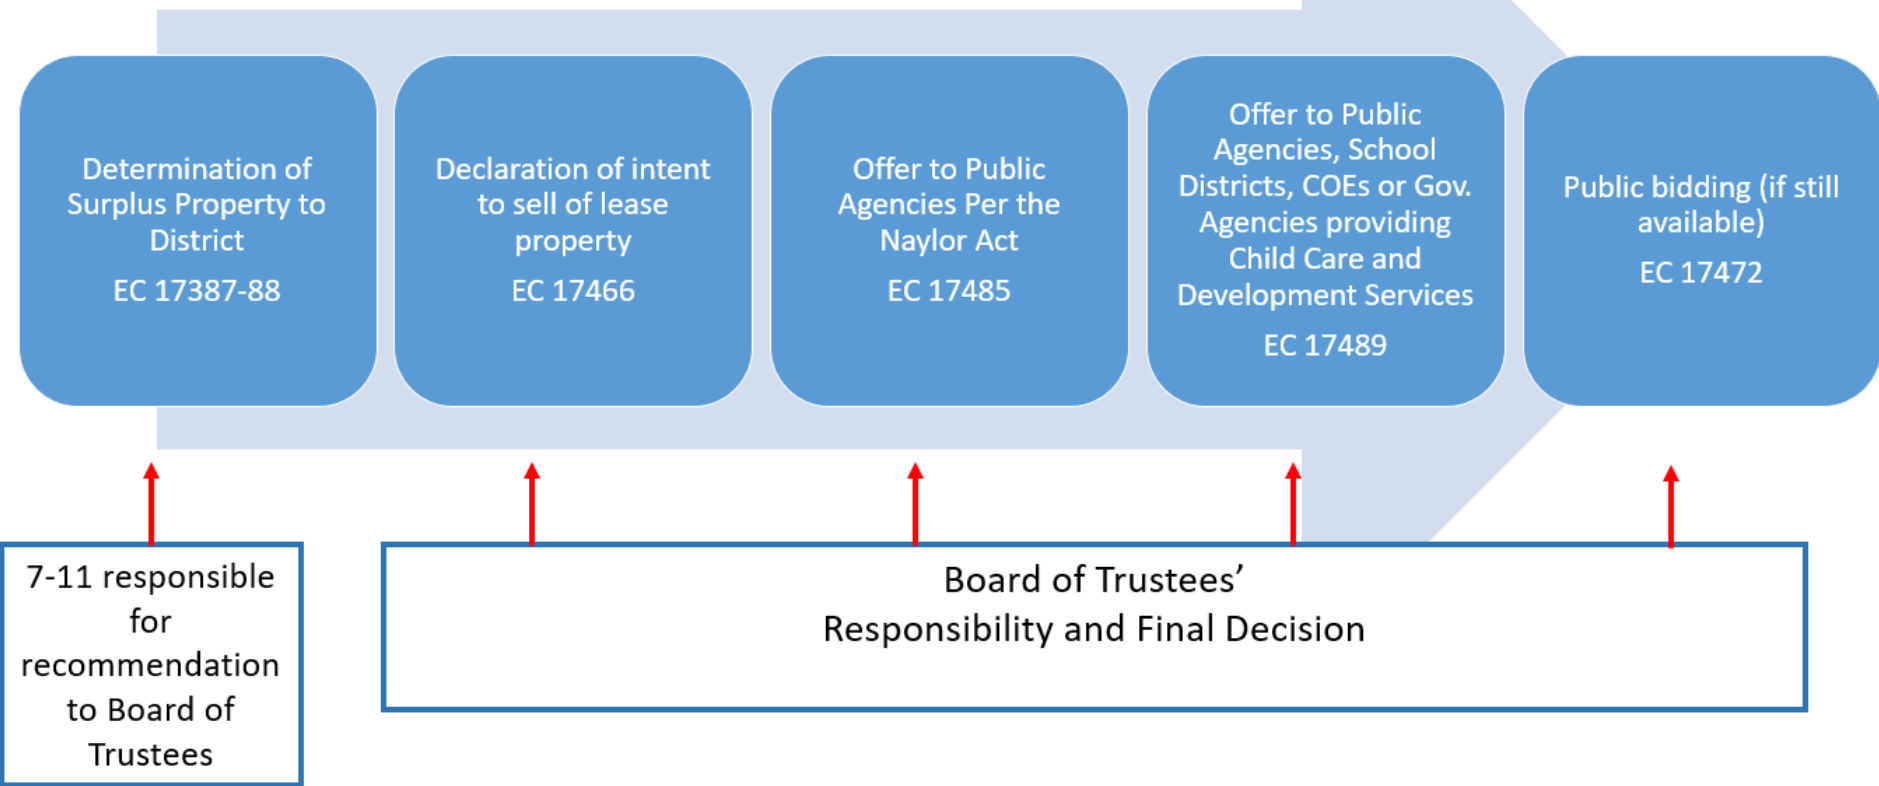 Determination of
Surplus Property to
District
EC 17387-88
Declaration of intent
to sell of lease
property
EC 17466
Offer to Public
Agencies Per the
Naylor Act
EC 17485
Offer to Public
Agencies, School
Districts, COEs or Gov.
Agencies providing
Child Care and
Development Services
EC 17489
Public bidding (if still
available)
EC 17472
7-11 responsible
for
recommendation
to Board of
Trustees
Board of Trustees’
Responsibility and Final Decision